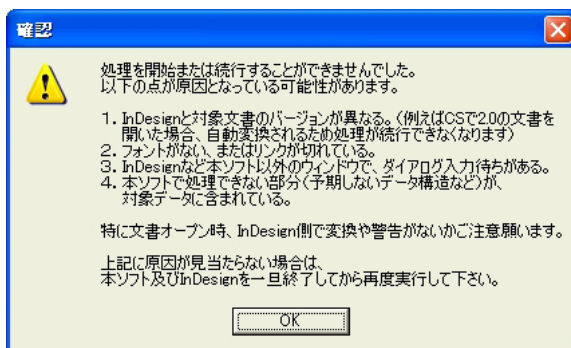 確認
処理を開始または続行することができませんでした。
以下の点が原因となっている可能性があります。
1. InDesignと対象文書のバージョンが異なる。（例えばCSで2.0の文書を
開いた場合、自動変換されるため処理が続行できなくなります）
2. フォントがない、またはリンクが切れている。
3. InDesignなど本ソフト以外のウィンドウで、ダイアログ入力待ちがある。
4. 本ソフトで処理できない部分（予期しないデータ構造など）が、
対象データに含まれている。
特に文書オープン時、InDesign側で変換や警告がないかご注意願います。
上記に原因が見当たらない場合は、
本ソフト及びInDesignを一旦終了してから再度実行して下さい。
OK